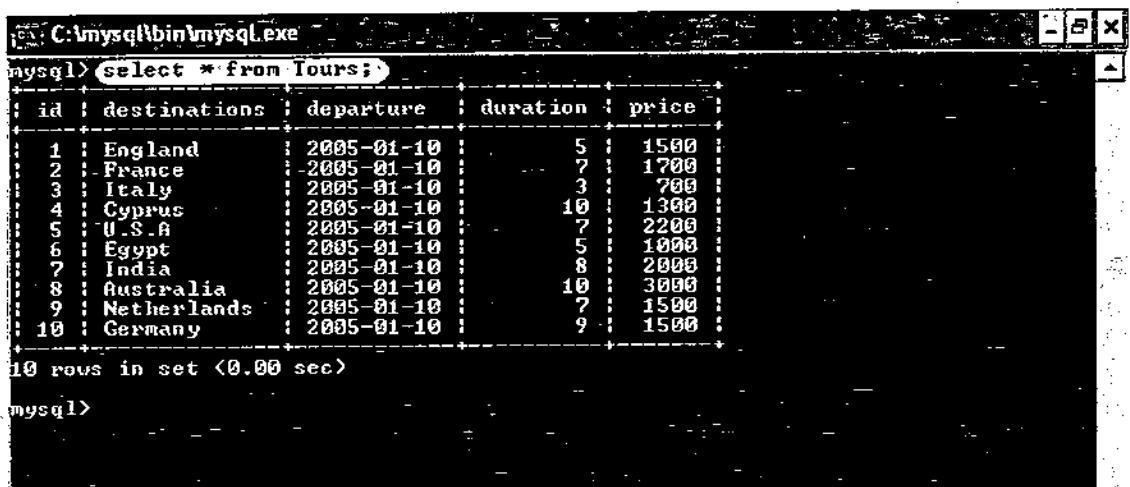 C:\mysql\bin\mysql.exe
mysql> select * from Tours;
+----+--------------+------------+----------+-------+
| id | destinations | departure | duration | price |
+----+--------------+------------+----------+-------+
| 1 | England | 2005-01-10 | 5 | 1500 |
| 2 | France | 2005-01-10 | 7 | 1700 |
| 3 | Italy | 2005-01-10 | 3 | 700 |
| 4 | Cyprus | 2005-01-10 | 10 | 1300 |
| 5 | U.S.A | 2005-01-10 | 7 | 2200 |
| 6 | Egypt | 2005-01-10 | 5 | 1000 |
| 7 | India | 2005-01-10 | 8 | 2000 |
| 8 | Australia | 2005-01-10 | 10 | 3000 |
| 9 | Netherlands | 2005-01-10 | 7 | 1500 |
| 10 | Germany | 2005-01-10 | 9 | 1500 |
+----+--------------+------------+----------+-------+
10 rows in set (0.00 sec)
mysql>